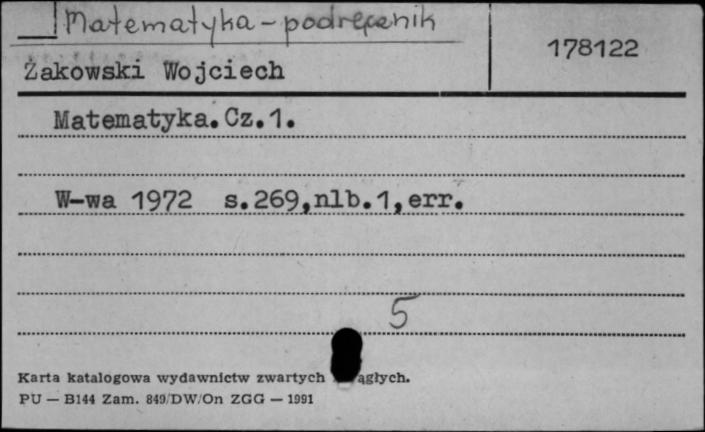 Matematyka - podręcznik
178122
Żakowski Wojciech
Matematyka. Cz.1.
W-wa 1972 s.269,nlb.1,err.
5
Karta katalogowa wydawnictw zwartych
PU — B144 Zam. 849/DW/On ZGG — 1991